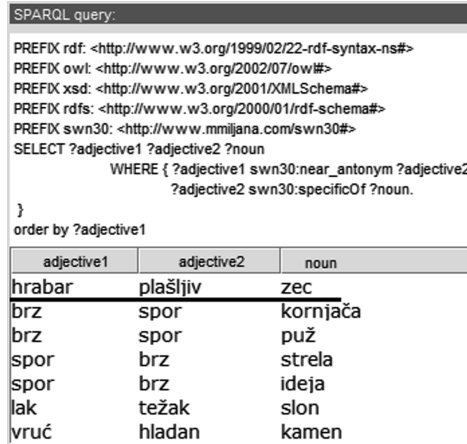 SPARQL query:
PREFIX rdf: <http://www.w3.org/1999/02/22-rdf-syntax-ns#>
PREFIX owl: <http://www.w3.org/2002/07/owl#>
PREFIX xsd: <http://www.w3.org/2001/XMLSchema#>
PREFIX rdfs: <http://www.w3.org/2000/01/rdf-schema#>
PREFIX swn30: <http://www.mmiljana.com/swn30#>
SELECT ?adjective1 ?adjective2 ?noun
WHERE { ?adjective1 swn30:near_antonym ?adjective2
?adjective2 swn30:specificOf ?noun.
}
order by ?adjective1
adjective1 adjective2 noun
hrabar plašljiv zec
brz spor kornjača
brz spor puž
spor brz strela
spor brz ideja
lak težak slon
vruć hladan kamen